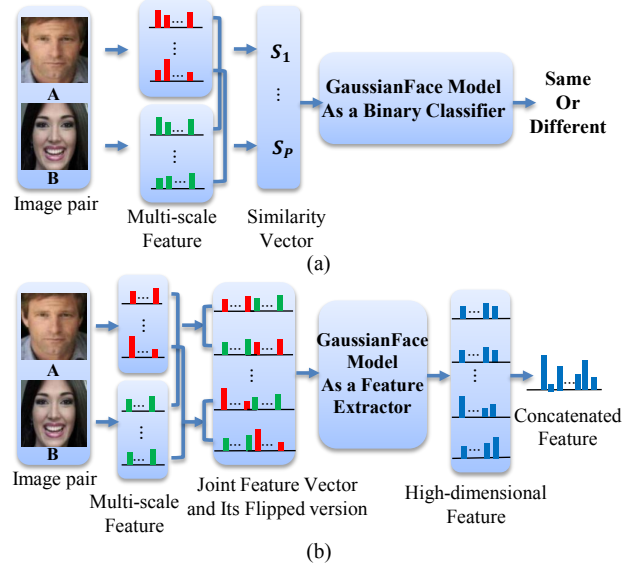 A
B
Image pair
...
⋮
...
...
⋮
...
Multi-scale
Feature
S1
⋮
SP
Similarity
Vector
GaussianFace Model
As a Binary Classifier
Same
Or
Different
(a)
A
B
Image pair
...
⋮
...
...
⋮
...
Multi-scale
Feature
... ...
... ...
⋮
... ...
... ...
Joint Feature Vector
and Its Flipped version
GaussianFace
Model
As a Feature
Extractor
...
...
⋮
...
...
High-dimensional
Feature
... ...
Concatenated
Feature
(b)